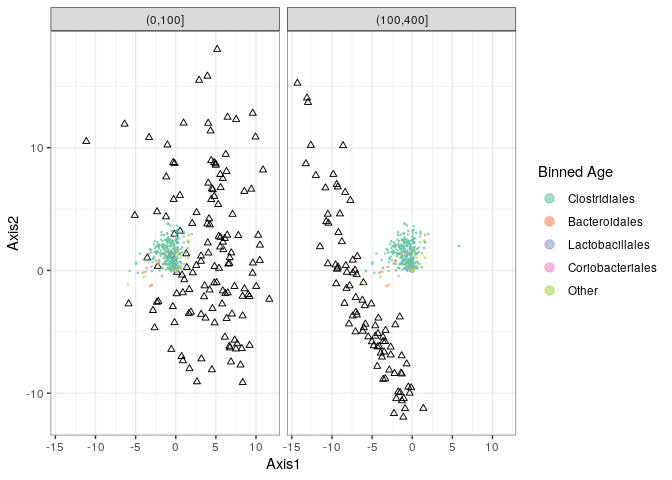 (0,100]
(100,400]
10
0
-10
Axis2
-15
-10
-5
0
5
10
-15
-10
-5
0
5
10
Axis1
Binned Age
Clostridiales
Bacteroidales
Lactobacillales
Coriobacteriales
Other